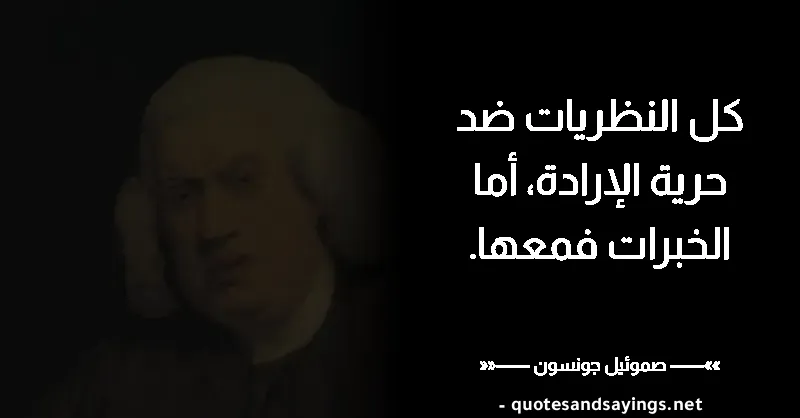 كل النظريات ضد
حرية الإرادة، أما
الخبرات فمعها.
»»—— صموئيل جونسون ——««
- quotesandsayings.net